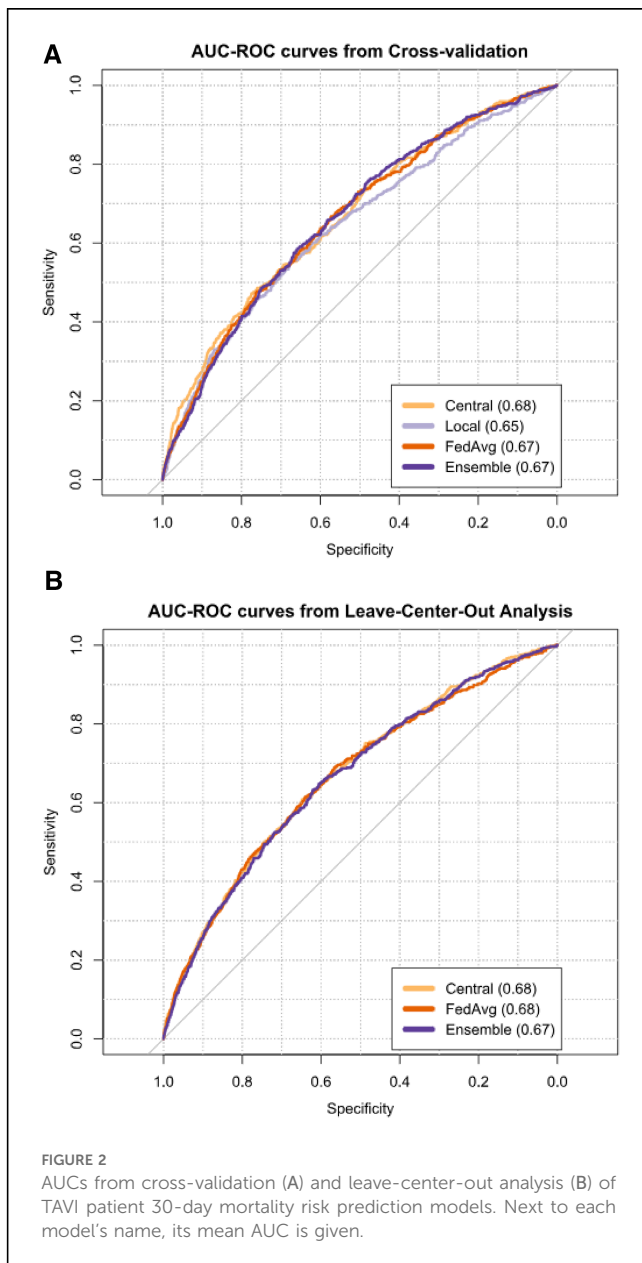 A
AUC-ROC curves from Cross-validation
Sensitivity
1.0
0.8
0.6
0.4
0.2
0.0
Central (0.68)
Local (0.65)
FedAvg (0.67)
Ensemble (0.67)
1.0 0.8 0.6 0.4 0.2 0.0
Specificity
B
AUC-ROC curves from Leave-Center-Out Analysis
Sensitivity
1.0
0.8
0.6
0.4
0.2
0.0
Central (0.68)
FedAvg (0.68)
Ensemble (0.67)
1.0 0.8 0.6 0.4 0.2 0.0
Specificity
FIGURE 2
AUCs from cross-validation (A) and leave-center-out analysis (B) of
TAVI patient 30-day mortality risk prediction models. Next to each
model's name, its mean AUC is given.